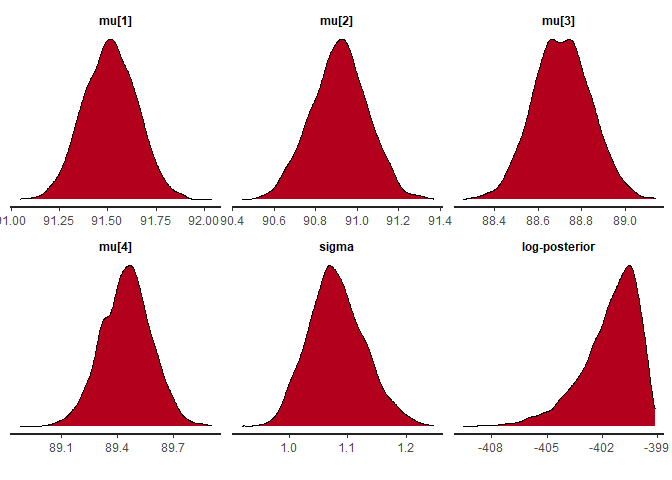 mu[1] mu[2] mu[3]
91.00 91.25 91.50 91.75 92.00 90.4 90.6 90.8 91.0 91.2 91.4 88.4 88.6 88.8 89.0
mu[4] sigma log-posterior
89.1 89.4 89.7 1.0 1.1 1.2 -408 -405 -402 -399